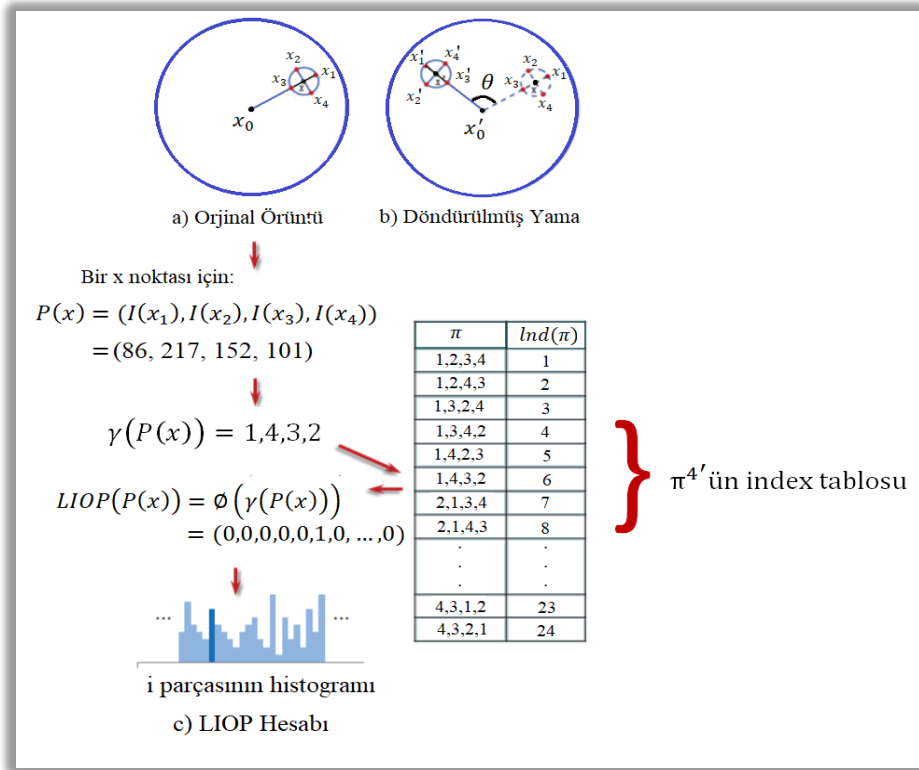 x₂ x₁ x₃ x x₄
x₀
x₁' x₄' x x₃' x₂' θ x₂ x₁ x₃ x x₄
x₀'
a) Orjinal Örüntü
b) Döndürülmüş Yama
Bir x noktası için:
P(x) = (I(x₁), I(x₂), I(x₃), I(x₄))
= (86, 217, 152, 101)
γ(P(x)) = 1,4,3,2
LIOP(P(x)) = ∅(γ(P(x)))
= (0,0,0,0,0,1,0, …,0)
... ...
i parçasının histogramı
c) LIOP Hesabı
π lnd(π)
1,2,3,4 1
1,2,4,3 2
1,3,2,4 3
1,3,4,2 4
1,4,2,3 5
1,4,3,2 6
2,1,3,4 7
2,1,4,3 8
. .
. .
. .
4,3,1,2 23
4,3,2,1 24
} π⁴′ ün index tablosu